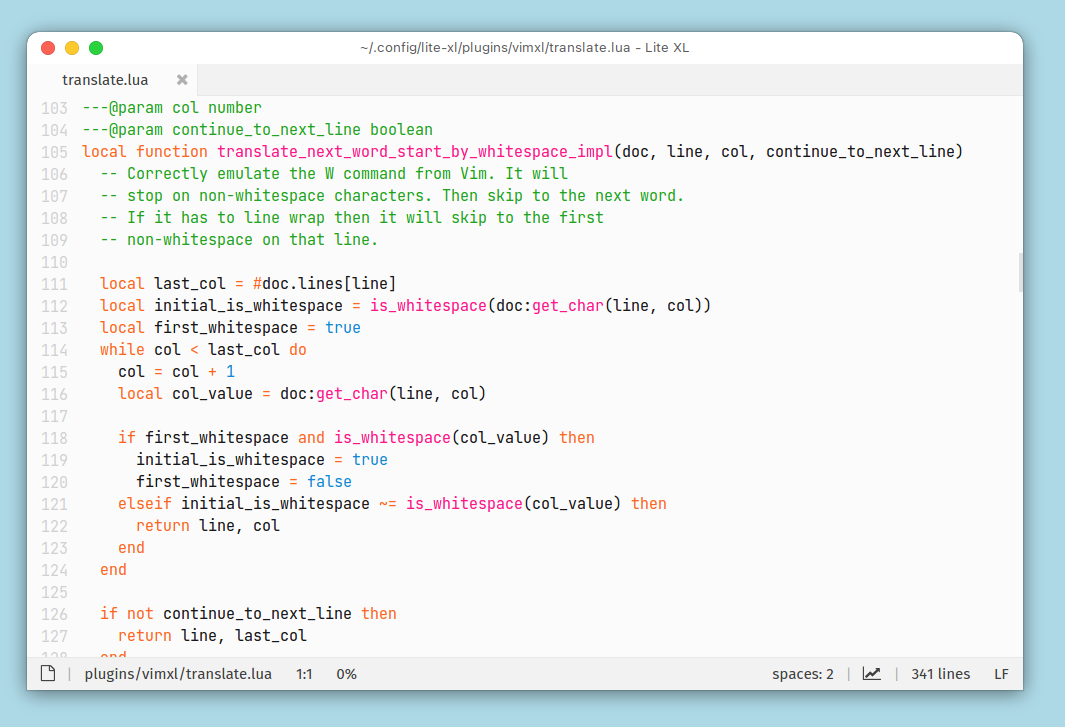 ~/.config/lite-xl/plugins/vimxl/translate.lua - Lite XL
translate.lua
103 ---@param col number
104 ---@param continue_to_next_line boolean
105 local function translate_next_word_start_by_whitespace_impl(doc, line, col, continue_to_next_line)
106   -- Correctly emulate the W command from Vim. It will
107   -- stop on non-whitespace characters. Then skip to the next word.
108   -- If it has to line wrap then it will skip to the first
109   -- non-whitespace on that line.
110
111   local last_col = #doc.lines[line]
112   local initial_is_whitespace = is_whitespace(doc:get_char(line, col))
113   local first_whitespace = true
114   while col < last_col do
115     col = col + 1
116     local col_value = doc:get_char(line, col)
117
118     if first_whitespace and is_whitespace(col_value) then
119       initial_is_whitespace = true
120       first_whitespace = false
121     elseif initial_is_whitespace ~= is_whitespace(col_value) then
122       return line, col
123     end
124   end
125
126   if not continue_to_next_line then
127     return line, last_col
128   end
plugins/vimxl/translate.lua 1:1 0% spaces: 2 341 lines LF